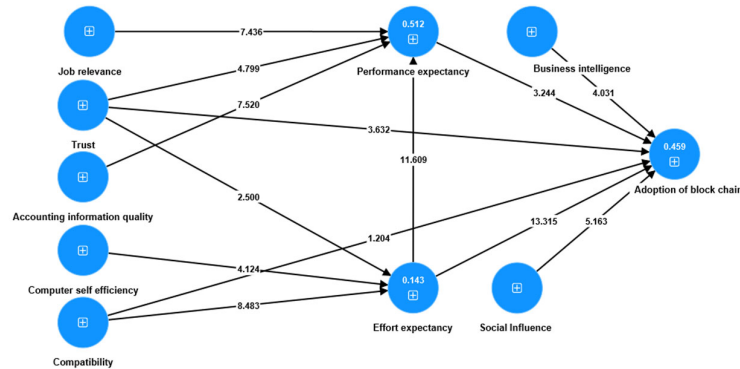 0.512
7.436
Job relevance
Performance expectancy
Business intelligence
4.799
3.244
4.031
7.520
Trust
3.632
0.459
11.609
Adoption of block chain
Accounting information quality
2.500
1.204
13.315
5.163
4.124
0.143
Computer self efficiency
8.483
Effort expectancy
Social Influence
Compatibility